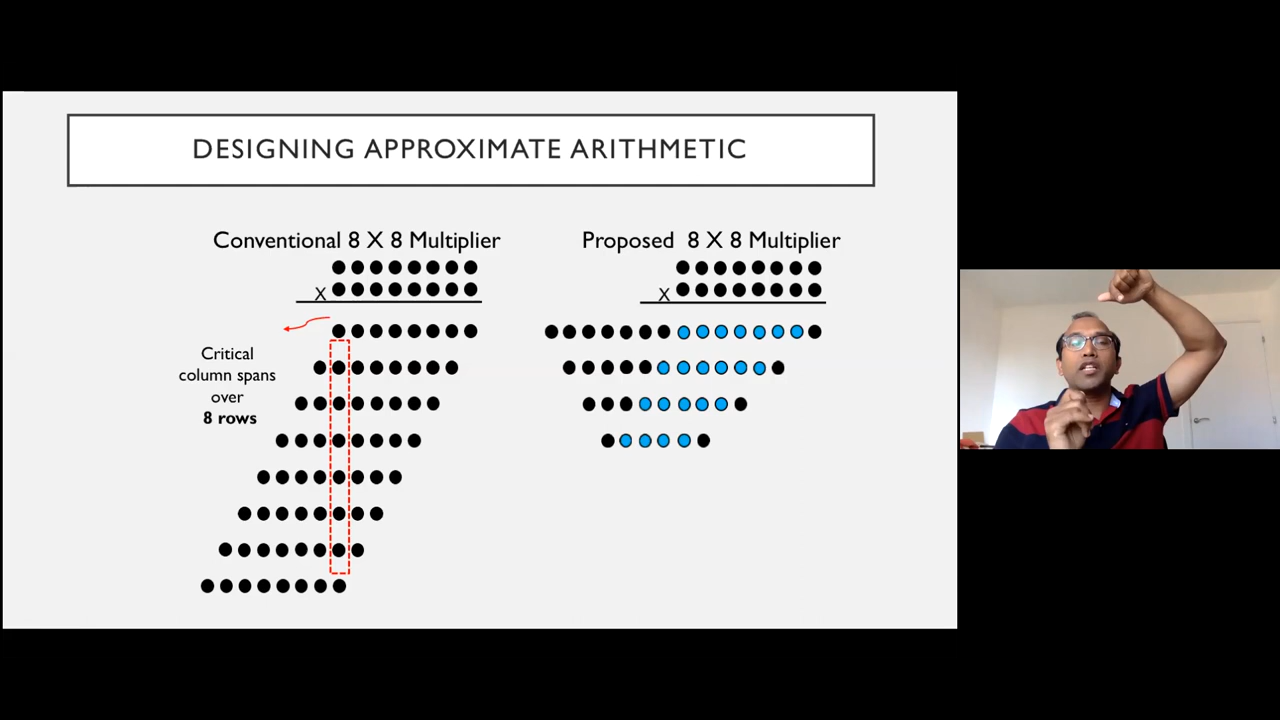 DESIGNING APPROXIMATE ARITHMETIC
Conventional 8 X 8 Multiplier
X
Critical
column spans
over
8 rows
Proposed 8 X 8 Multiplier
X